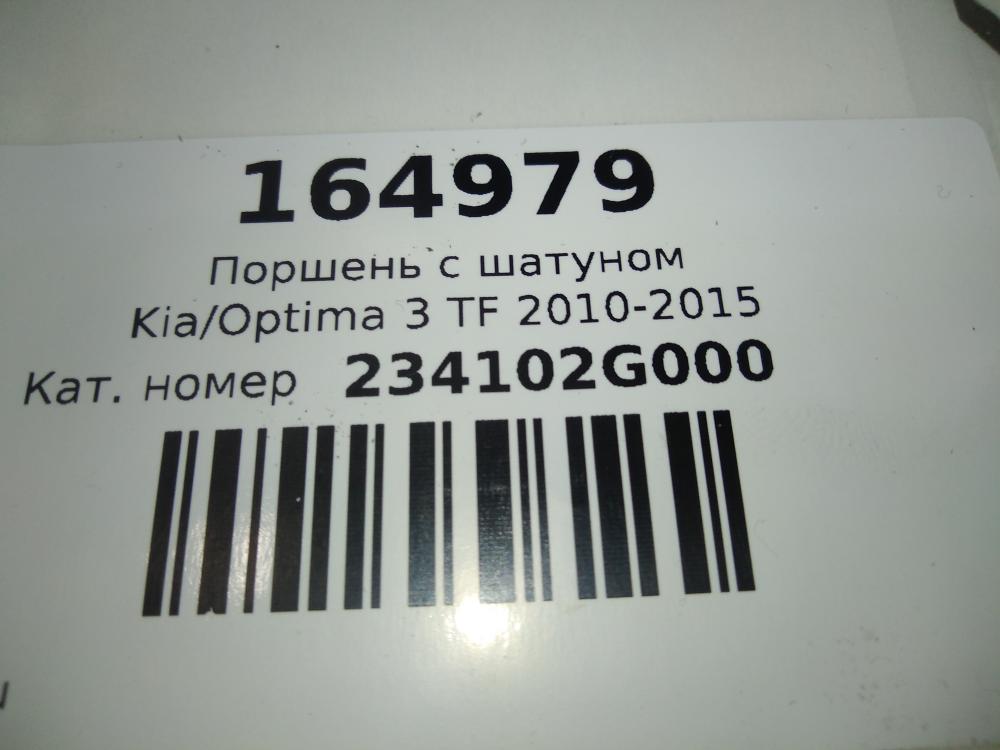 164979
Поршень с шатуном
Kia/Optima 3 TF 2010-2015
Кат. номер 234102G000